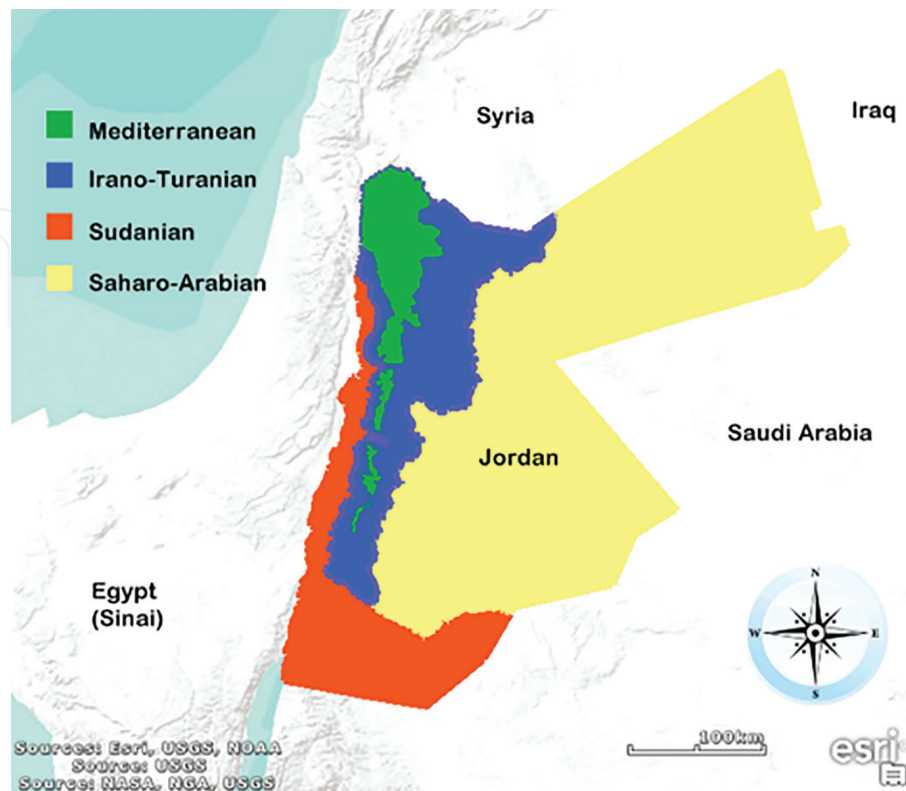 Syria
Iraq
Mediterranean
Irano-Turanian
Sudanian
Saharo-Arabian
Jordan
Saudi Arabia
Egypt
(Sinai)
N
W E
S
100km
Sources: Esri, USGS, NOAA
Source: USGS
Source: NASA, NGA, USGS
esri